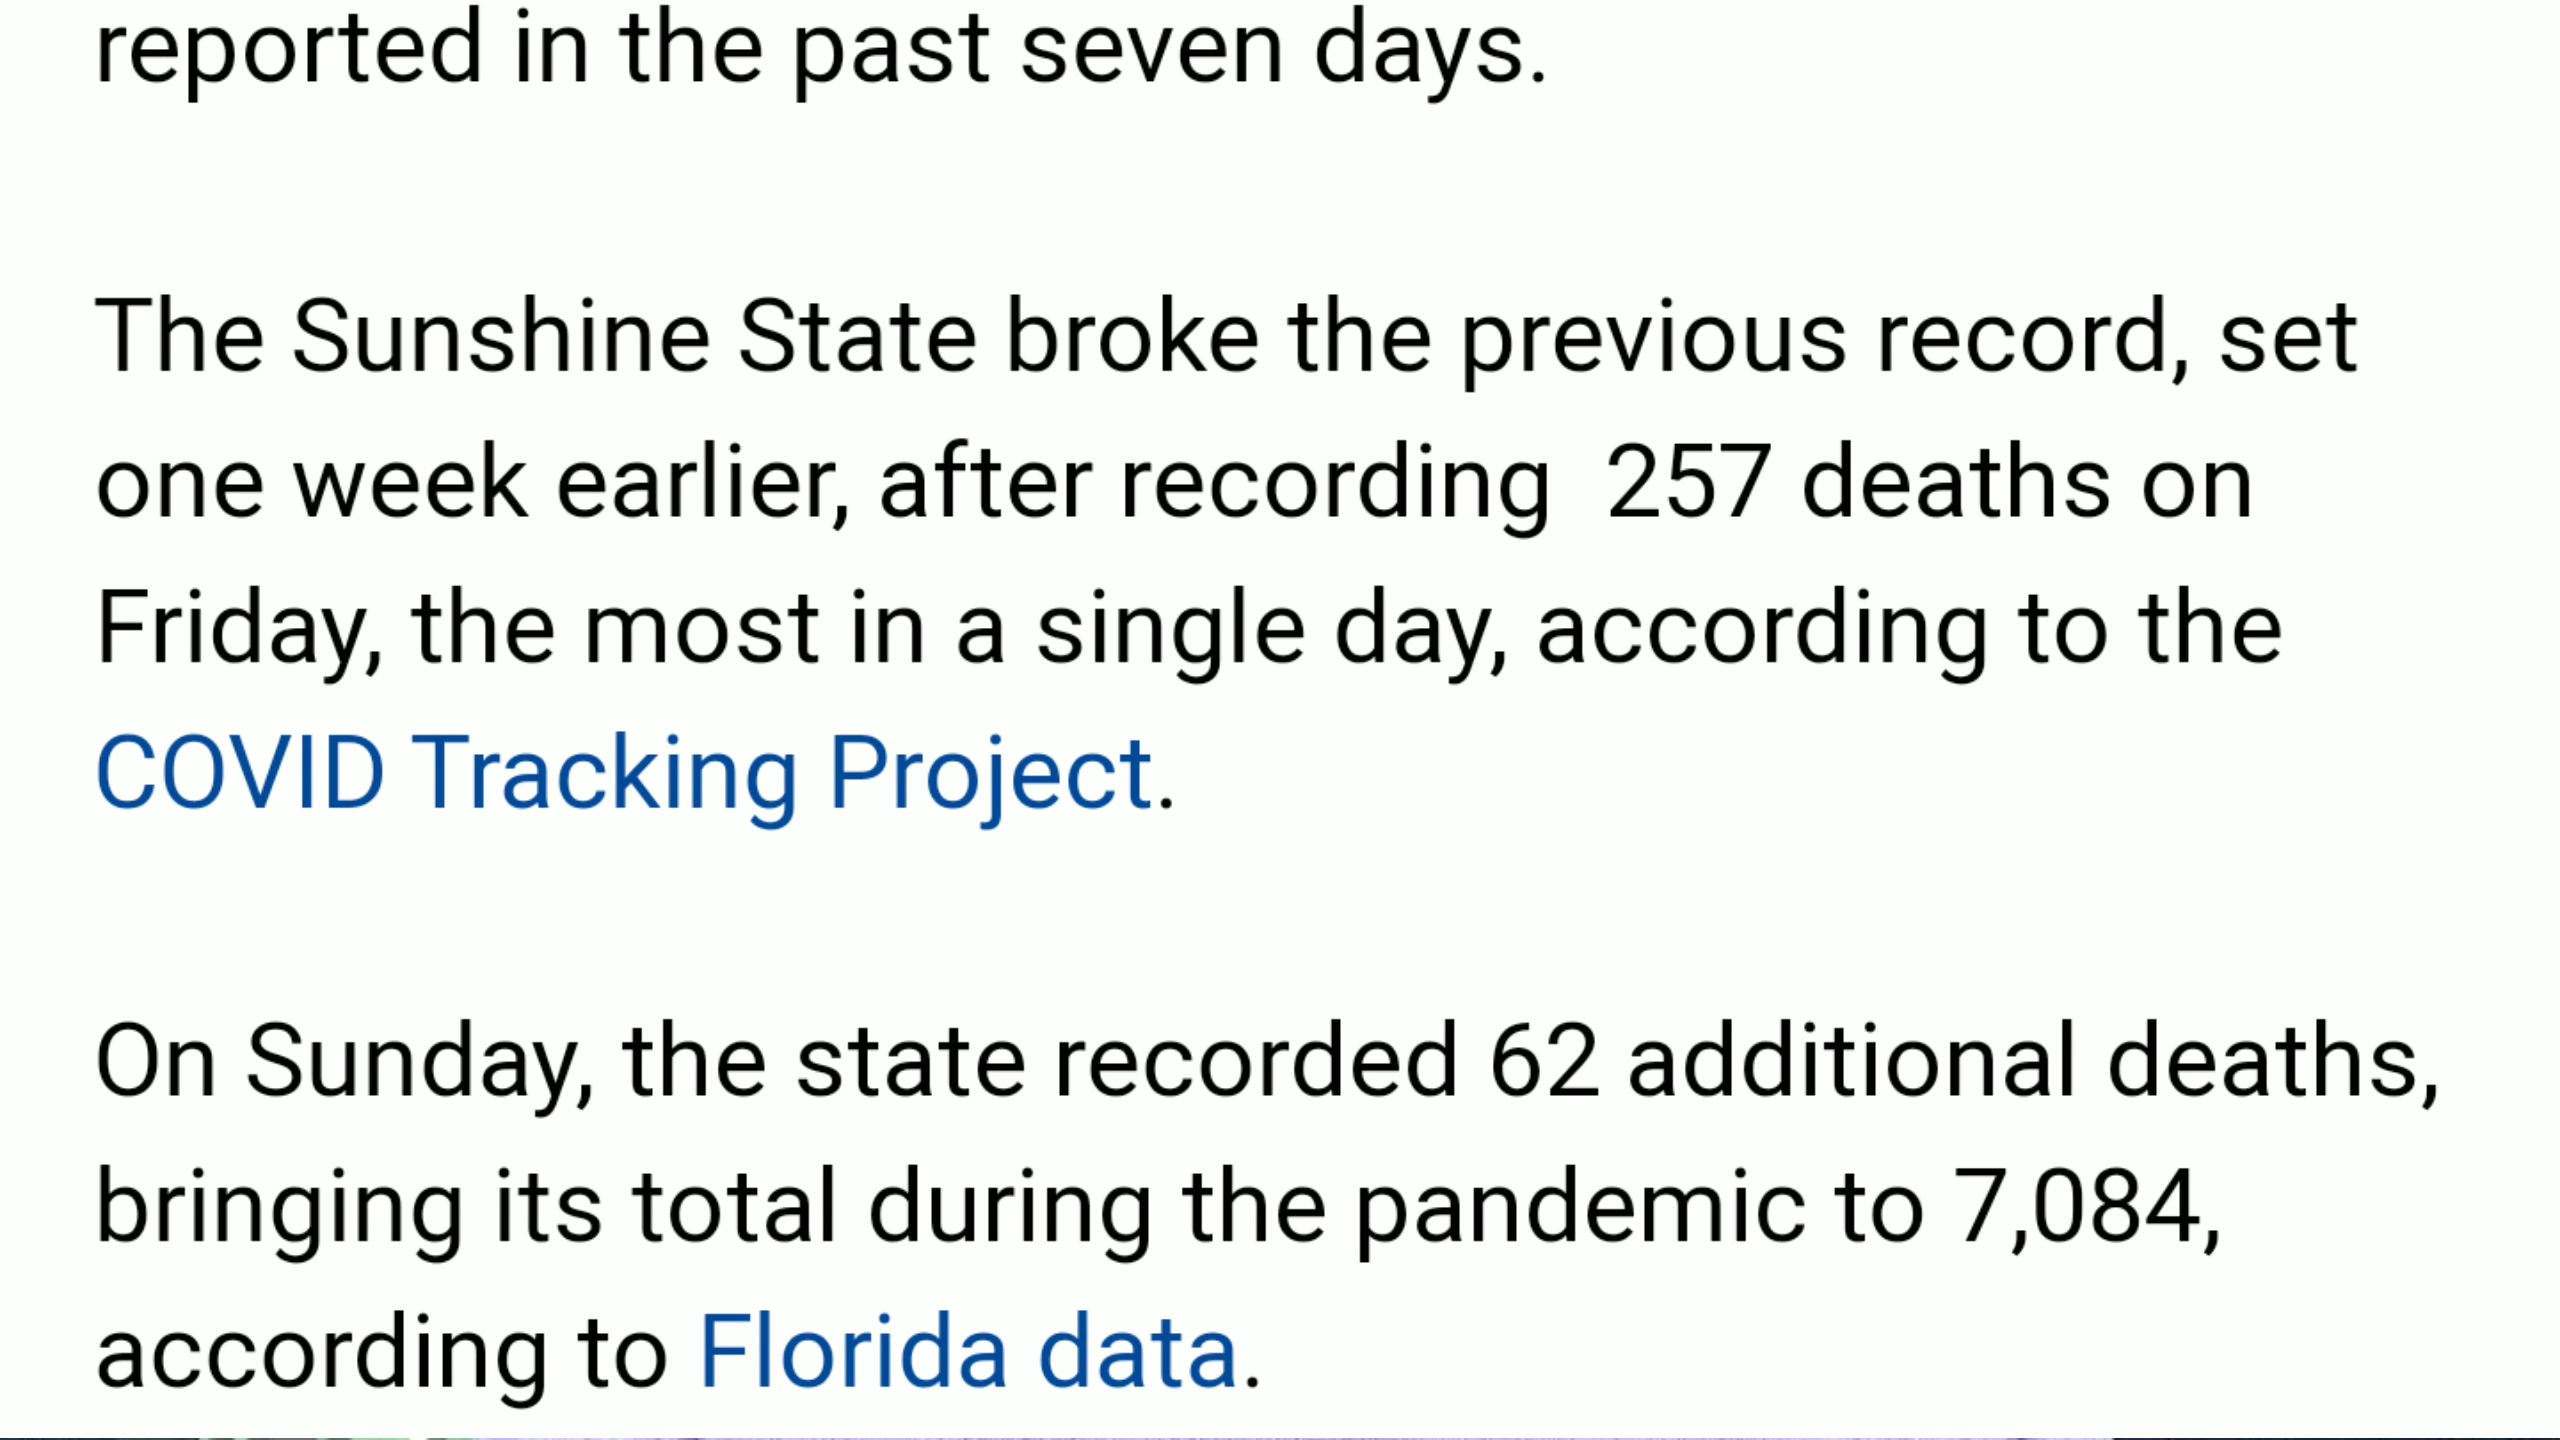 reported in the past seven days.
The Sunshine State broke the previous record, set
one week earlier, after recording  257 deaths on
Friday, the most in a single day, according to the
COVID Tracking Project.
On Sunday, the state recorded 62 additional deaths,
bringing its total during the pandemic to 7,084,
according to Florida data.